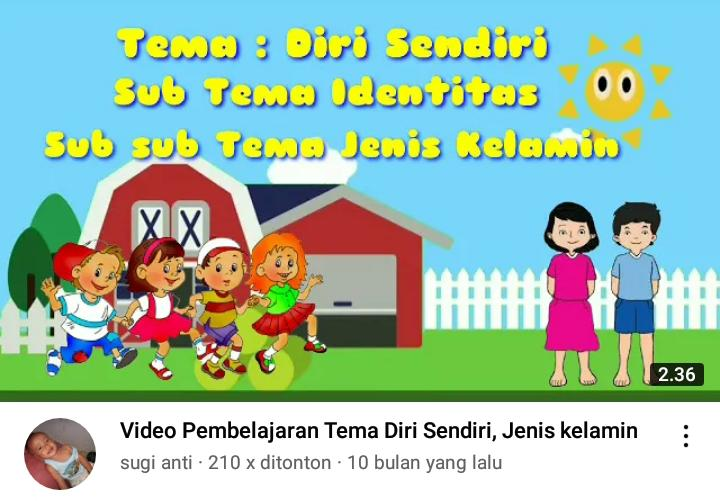 Tema : Diri Sendiri
Sub Tema Identitas
Sub sub Tema Jenis Kelamin
2.36
Video Pembelajaran Tema Diri Sendiri, Jenis kelamin
sugi anti · 210 x ditonton · 10 bulan yang lalu